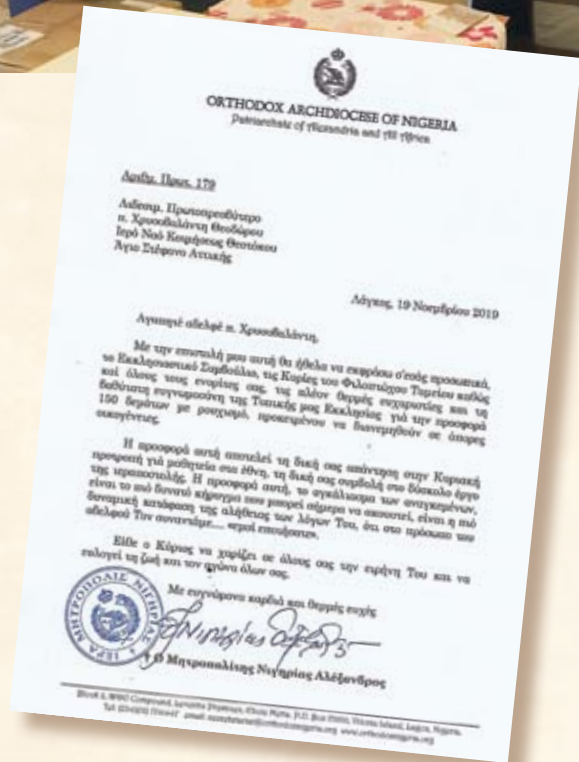 ORTHODOX ARCHDIOCESE OF NIGERIA
Patriarchate of Alexandria and All Africa
Αριθμ. Πρωτ. 179
Αιδεσιμ. Πρωτοπρεσβύτερο
π. Χρυσοβαλάντη Θεοδώρου
Ιερό Ναό Κοιμήσεως Θεοτόκου
Άγιο Στέφανο Αττικής
Λάγκος, 19 Νοεμβρίου 2019
Αγαπητέ αδελφέ π. Χρυσοβαλάντη,
Με την επιστολή μου αυτή θα ήθελα να εκφράσω σ'εσάς προσωπικά,
το Εκκλησιαστικό Συμβούλιο, τις Κυρίες του Φιλοπτώχου Ταμείου καθώς
καί όλους τους ενορίτες σας, τις πλέον θερμές ευχαριστίες και τη
βαθύτατη ευγνωμοσύνη της Τοπικής μας Εκκλησίας γιά την προσφορά
150 δεμάτων με ρουχισμό, προκειμένου να διανεμηθούν σε άπορες
οικογένειες.
Η προσφορά αυτή αποτελεί τη δική σας απάντηση στην Κυριακή
προτροπή γιά μαθητεία στα έθνη, τη δική σας συμβολή στο δύσκολο έργο
της ιεραποστολής. Η προσφορά αυτή, το αγκάλιασμα των αναγκεμένων,
είναι το πιό δυνατό κήρυγμα που μπορεί σήμερα να ακουστεί, είναι η πιό
δυναμική κατάφαση της αλήθειας των λόγων Του, ότι στο πρόσωπο του
αδελφού Τον συναντάμε.... «εμοί εποιήσατε».
Είθε ο Κύριος να χαρίζει σε όλους σας την ειρήνη Του και να
ευλογεί τη ζωή και τον αγώνα όλων σας.
Με ευγνώμονα καρδιά και θερμές ευχές
ΙΕΡΑ ΜΗΤΡΟΠΟΛΙΣ ΝΙΓΗΡΙΑΣ
† Ο Μητροπολίτης Νιγηρίας Αλέξανδρος